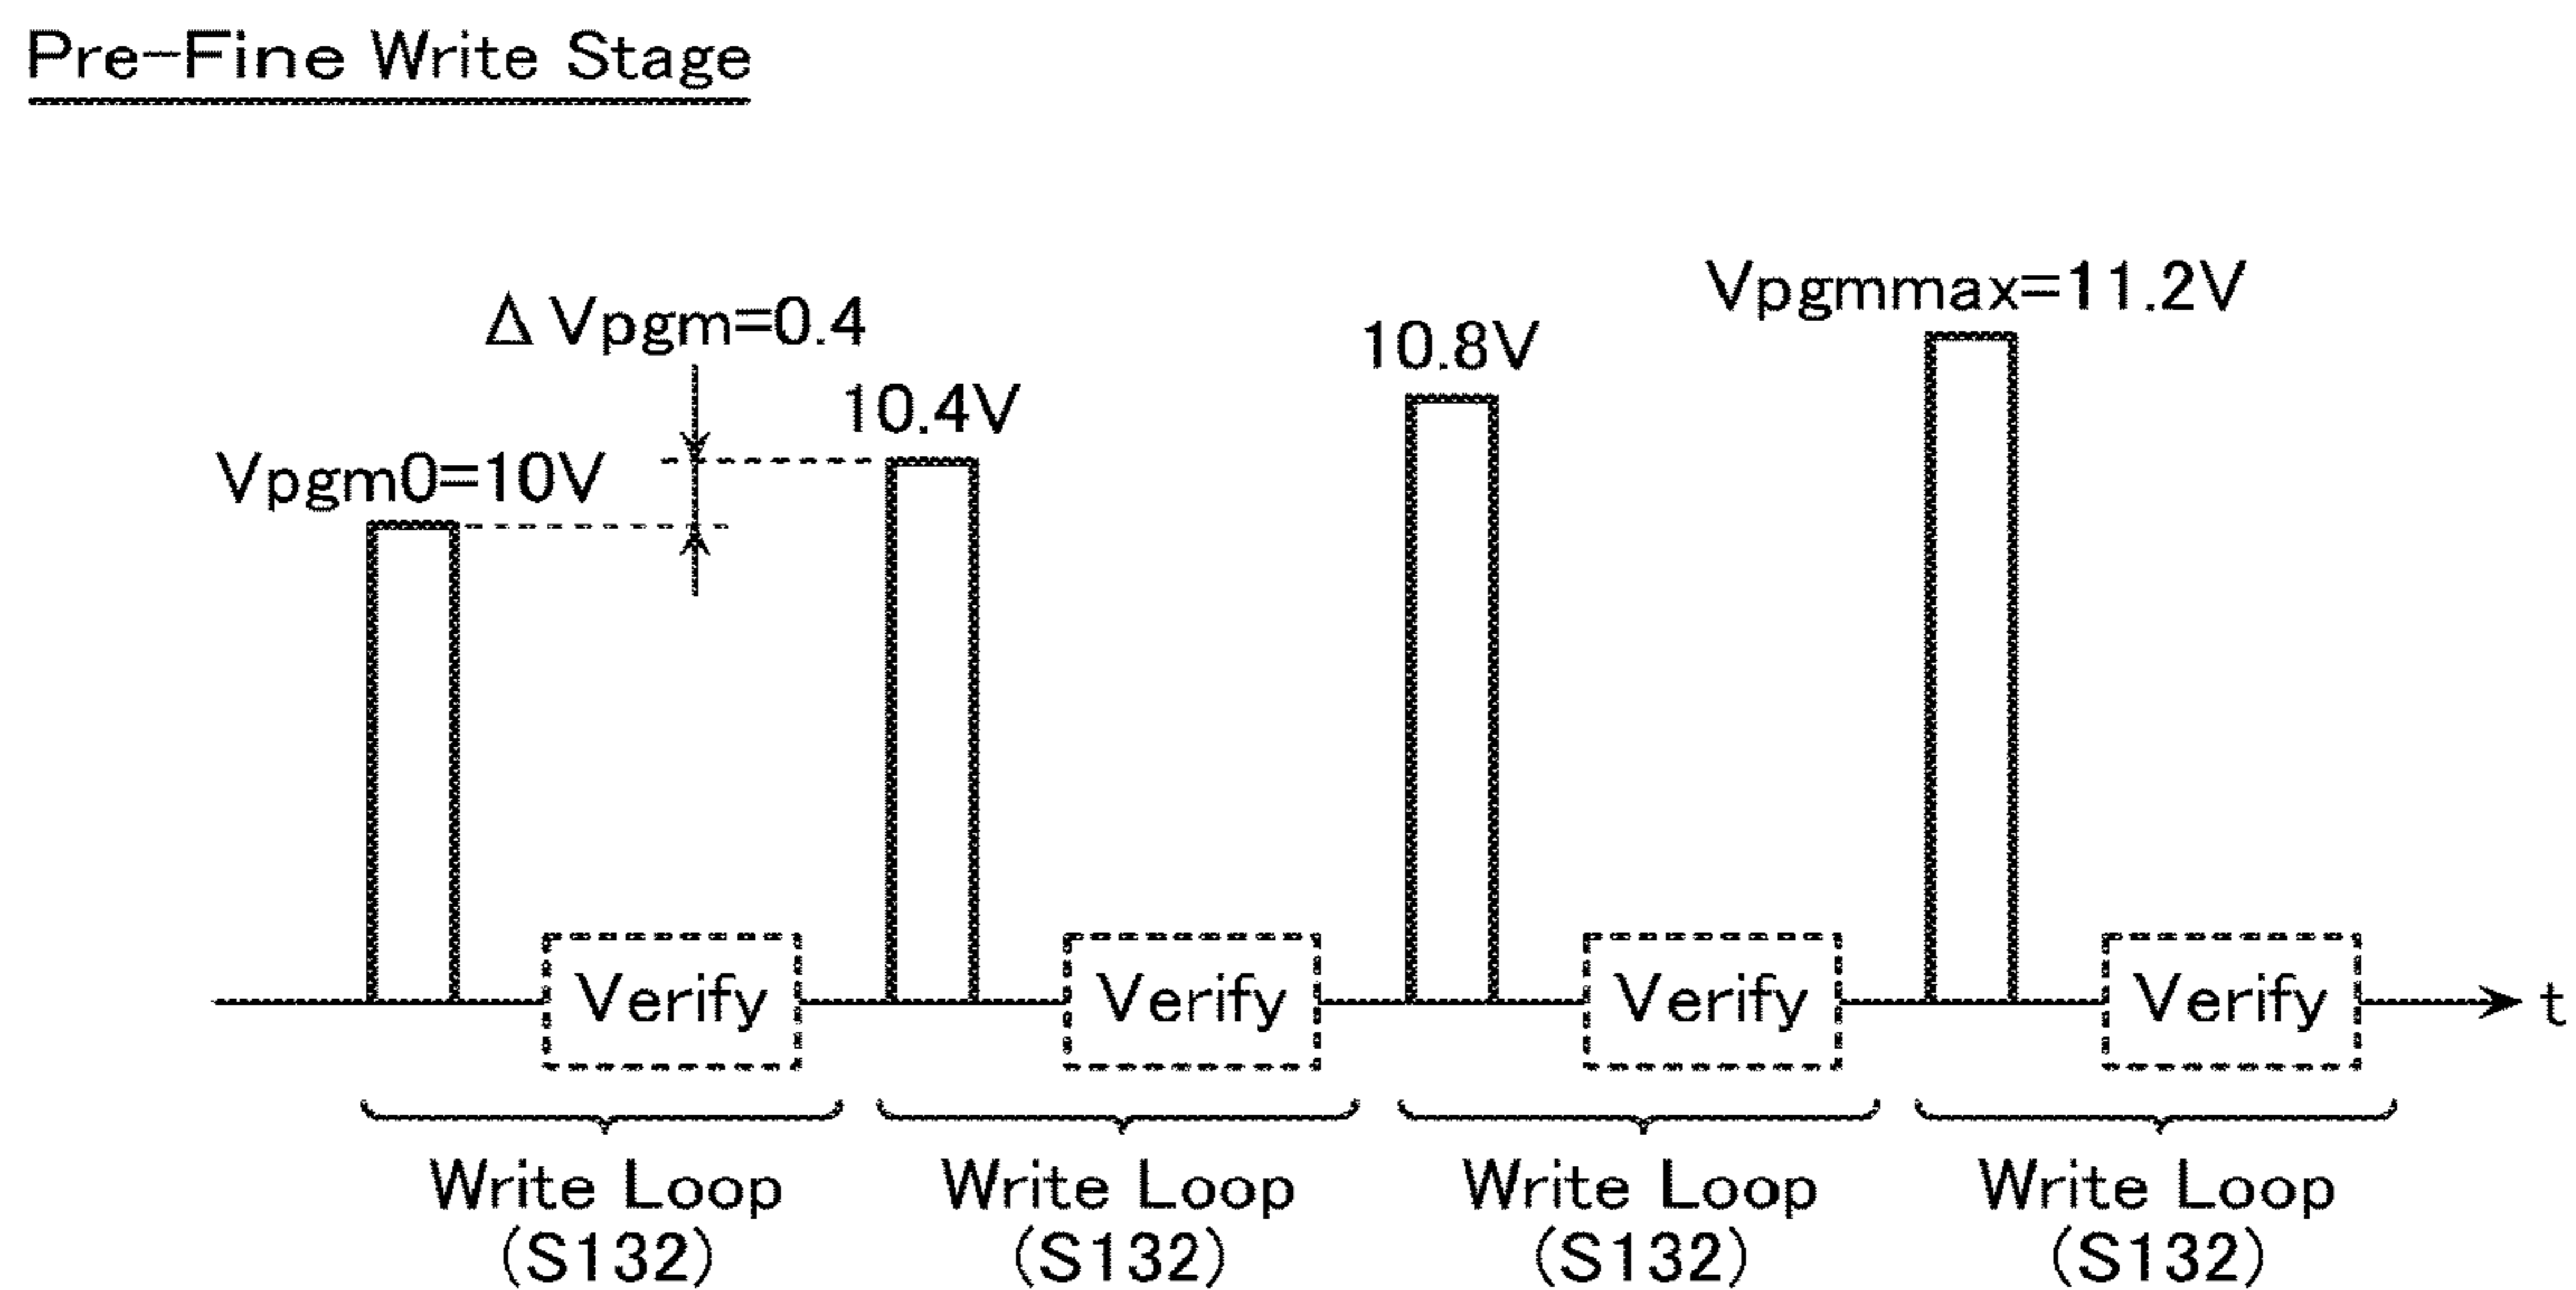 Pre-Fine Write Stage
Vpgmmax=11.2V
Δ Vpgm=0.4
10.8V
10.4V
Vpgm0=10V
Verify Verify Verify Verify t
Write Loop Write Loop Write Loop Write Loop
(S132) (S132) (S132) (S132)